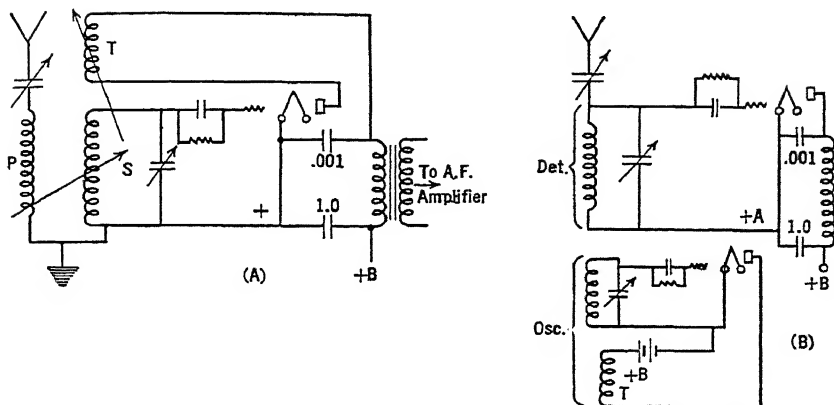 T
P
S
.001
+
1.0
To A.F.
Amplifier
+B
(A)
Det.
.001
+A
1.0
+B
Osc.
+B
T
(B)